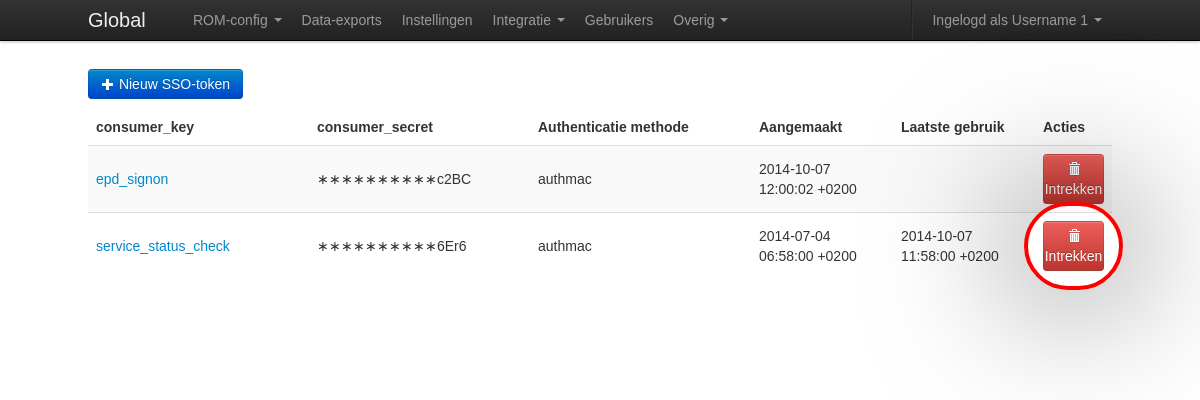 Global ROM-config Data-exports Instellingen Integratie Gebruikers Overig Ingelogd als Username 1
Nieuw SSO-token
consumer_key consumer_secret Authenticatie methode Aangemaakt Laatste gebruik Acties
epd_signon ∗∗∗∗∗∗∗∗∗∗c2BC authmac 2014-10-07 12:00:02 +0200 Intrekken
service_status_check ∗∗∗∗∗∗∗∗∗∗6Er6 authmac 2014-07-04 06:58:00 +0200 2014-10-07 11:58:00 +0200 Intrekken